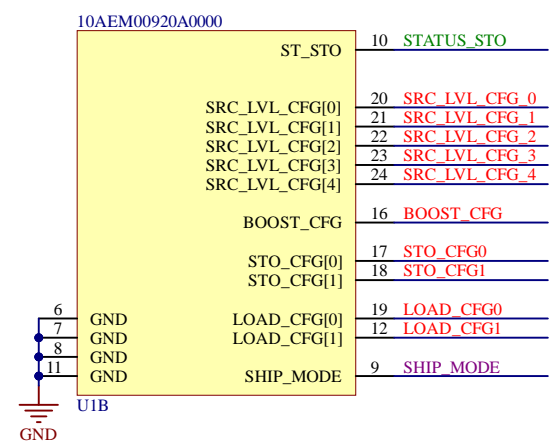 10AEM00920A0000
ST_STO 10 STATUS_STO
SRC_LVL_CFG[0] 20 SRC_LVL_CFG_0
SRC_LVL_CFG[1] 21 SRC_LVL_CFG_1
SRC_LVL_CFG[2] 22 SRC_LVL_CFG_2
SRC_LVL_CFG[3] 23 SRC_LVL_CFG_3
SRC_LVL_CFG[4] 24 SRC_LVL_CFG_4
BOOST_CFG 16 BOOST_CFG
STO_CFG[0] 17 STO_CFG0
STO_CFG[1] 18 STO_CFG1
6 GND LOAD_CFG[0] 19 LOAD_CFG0
7 GND LOAD_CFG[1] 12 LOAD_CFG1
8 GND
11 GND SHIP_MODE 9 SHIP_MODE
U1B
GND